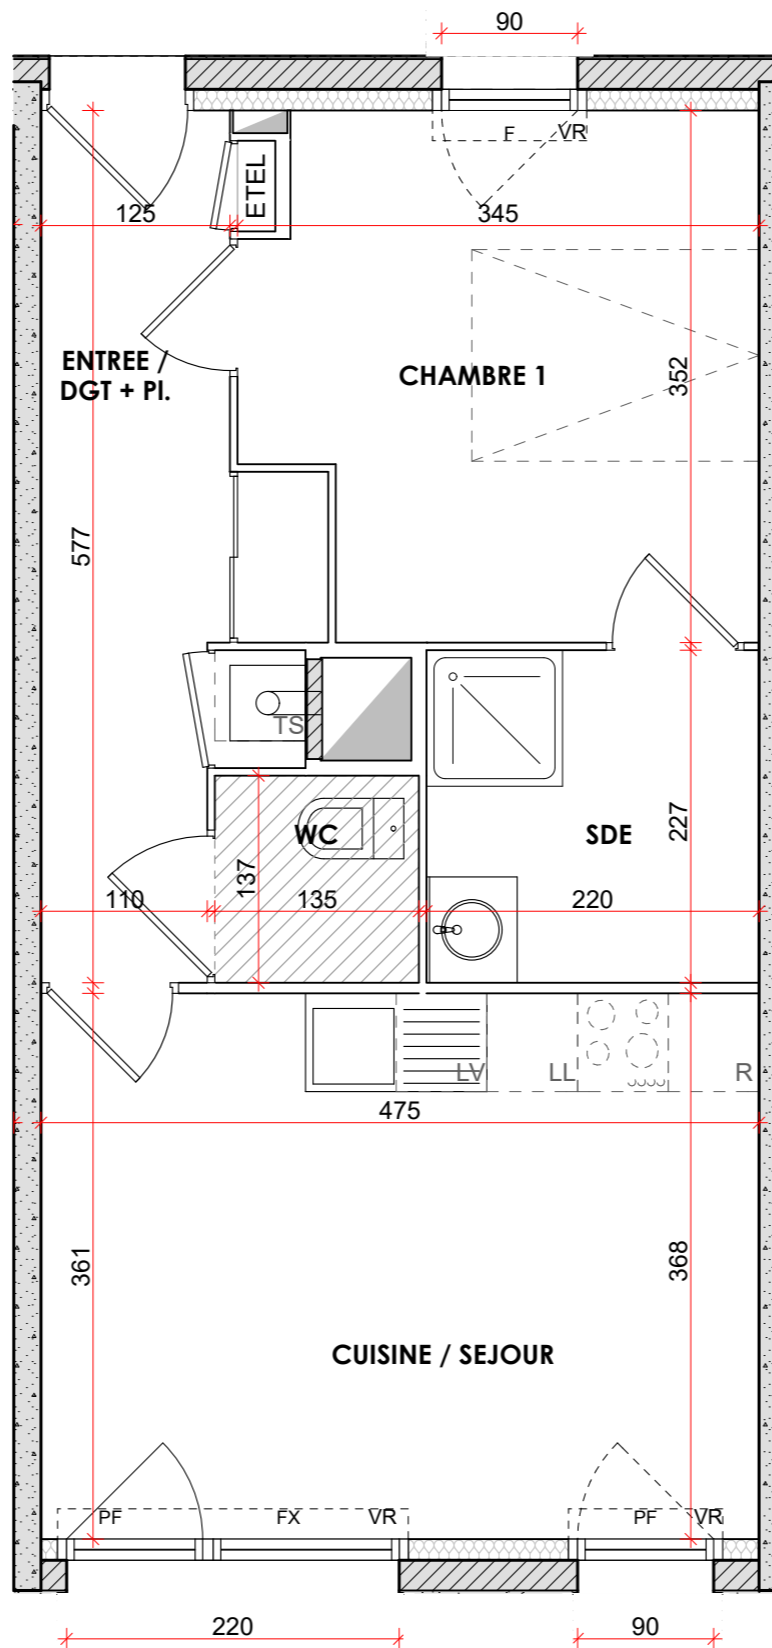 90
F
VR
ETEL
125
345
ENTREE /
DGT + Pl.
CHAMBRE 1
352
577
TS
WC
SDE
227
137
110
135
220
LV
LL
R
475
361
368
CUISINE / SEJOUR
PF
FX
VR
PF
VR
220
90